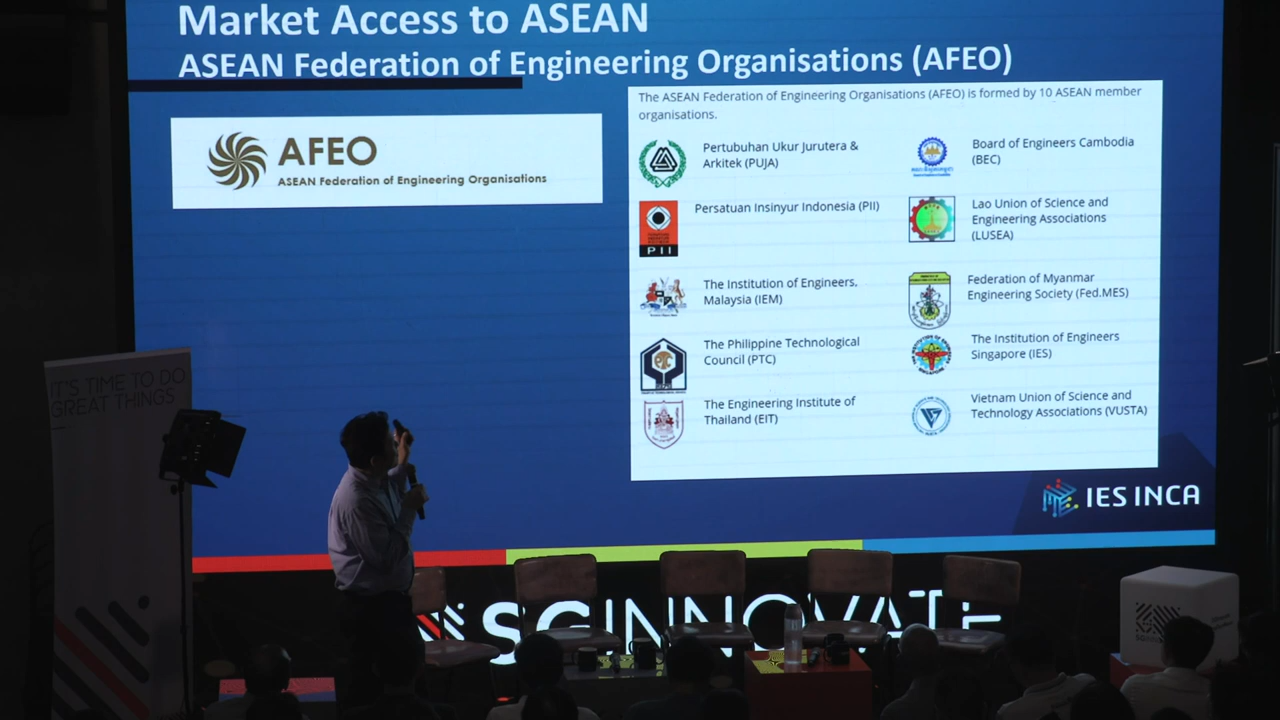 Market Access to ASEAN
ASEAN Federation of Engineering Organisations (AFEO)
AFEO
ASEAN Federation of Engineering Organisations
The ASEAN Federation of Engineering Organisations (AFEO) is formed by 10 ASEAN member
organisations.
Pertubuhan Ukur Jurutera &
Arkitek (PUJA)
Board of Engineers Cambodia
(BEC)
Persatuan Insinyur Indonesia (PII)
PII
Lao Union of Science and
Engineering Associations
(LUSEA)
The Institution of Engineers,
Malaysia (IEM)
Federation of Myanmar
Engineering Society (Fed.MES)
The Philippine Technological
Council (PTC)
The Institution of Engineers
Singapore (IES)
The Engineering Institute of
Thailand (EIT)
Vietnam Union of Science and
Technology Associations (VUSTA)
IES INCA
IT'S TIME TO DO
GREAT THINGS
SGINNOVATE